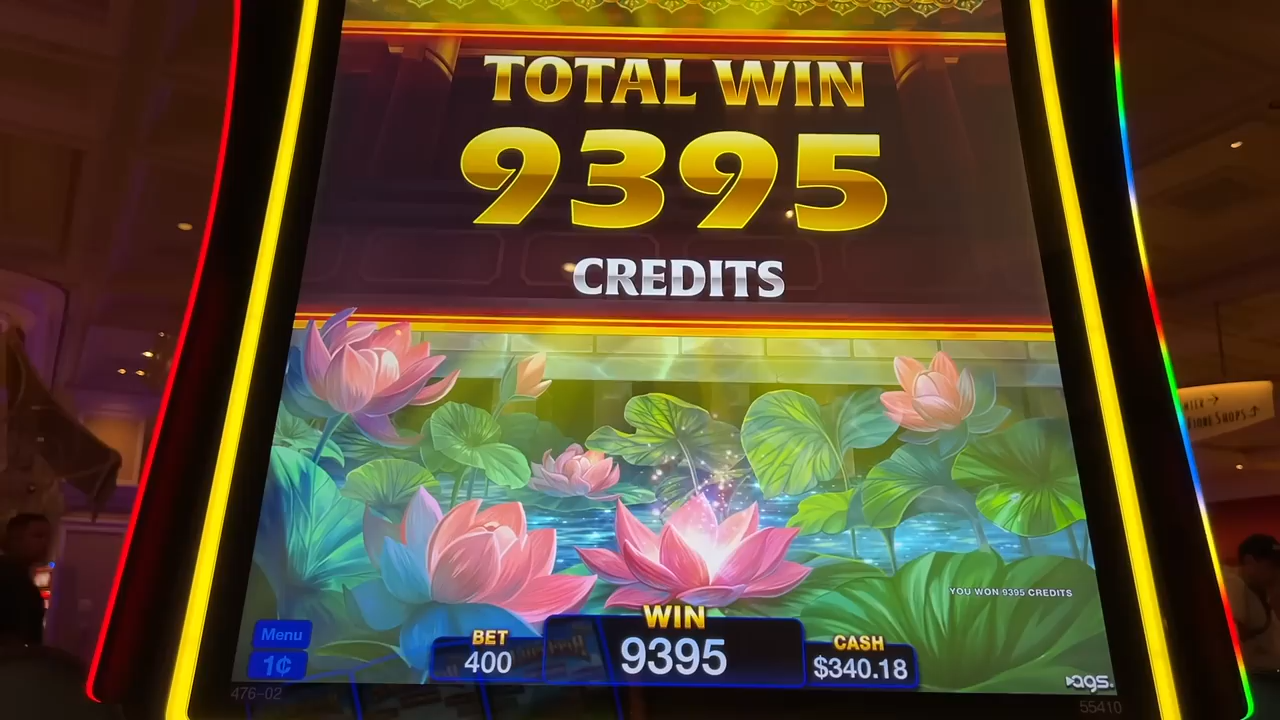 TOTAL WIN
9395
CREDITS
YOU WON 9395 CREDITS
Menu
1¢
BET
400
WIN
9395
CASH
$340.18
ags.
476-02
55410
SHOPS